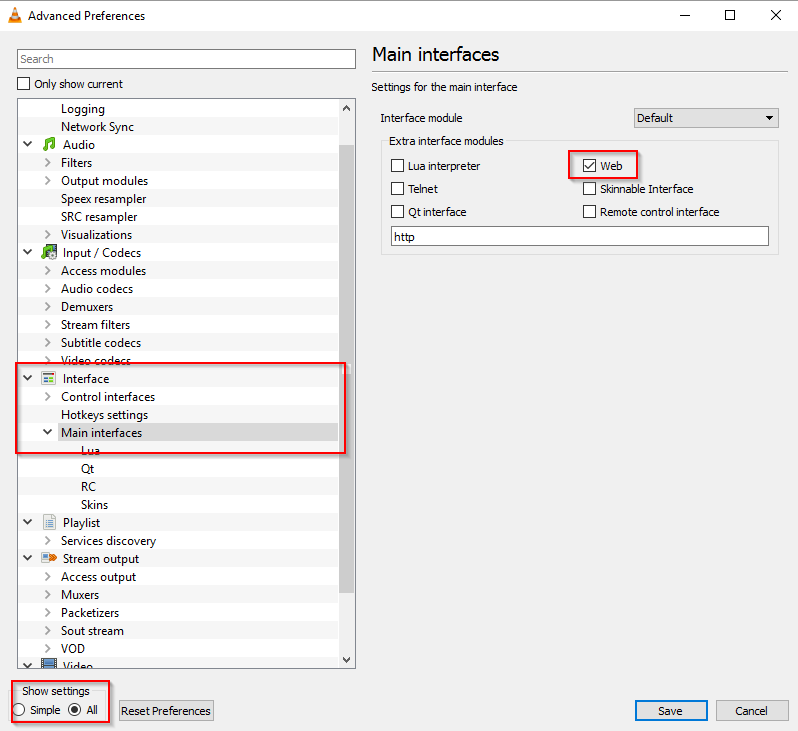 Advanced Preferences
Search
Only show current
Logging
Network Sync
Audio
Filters
Output modules
Speex resampler
SRC resampler
Visualizations
Input / Codecs
Access modules
Audio codecs
Demuxers
Stream filters
Subtitle codecs
Video codecs
Interface
Control interfaces
Hotkeys settings
Main interfaces
Lua
Qt
RC
Skins
Playlist
Services discovery
Stream output
Access output
Muxers
Packetizers
Sout stream
VOD
Video
Show settings
Simple All
Reset Preferences
Main interfaces
Settings for the main interface
Interface module Default
Extra interface modules
Lua interpreter Web
Telnet Skinnable Interface
Qt interface Remote control interface
http
Save Cancel